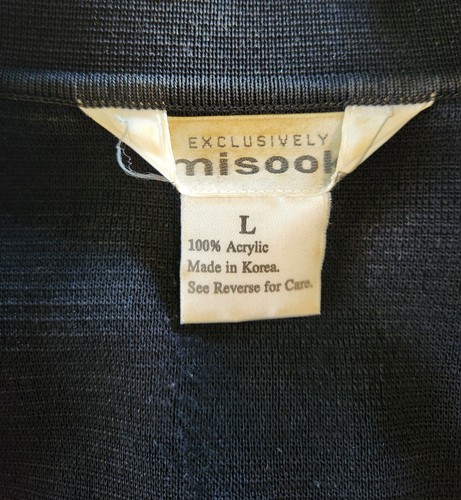 EXCLUSIVELY
misook
L
100% Acrylic
Made in Korea.
See Reverse for Care.